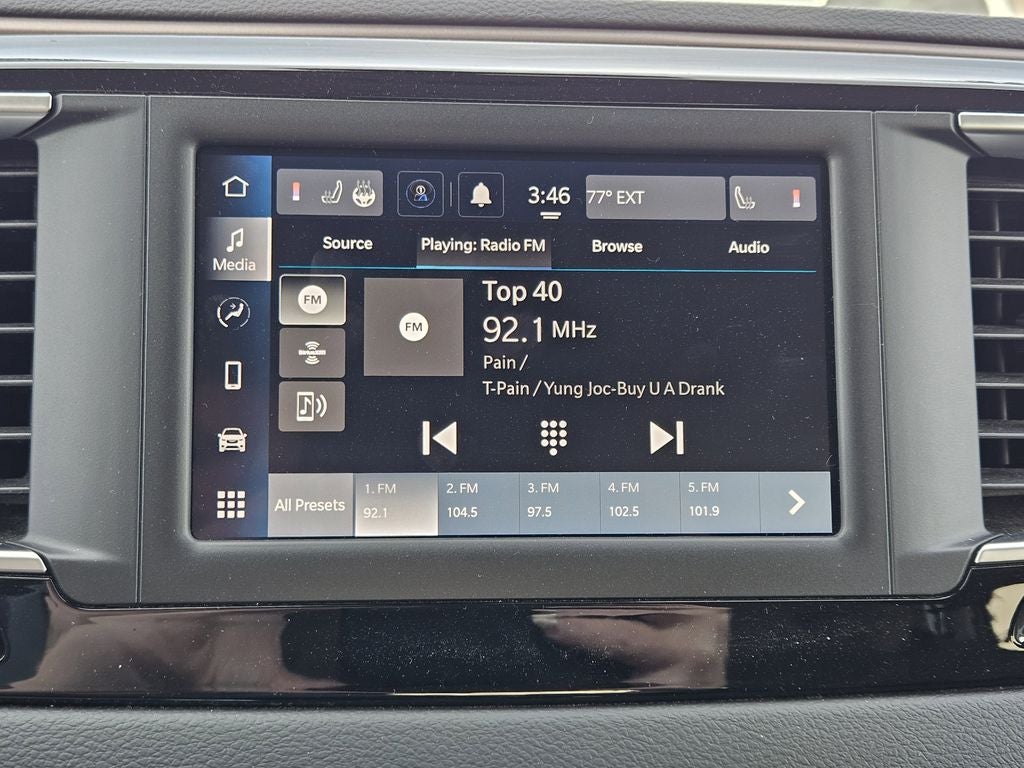 3:46
77° EXT
Media
Source
Playing: Radio FM
Browse
Audio
FM
SiriusXM
FM
Top 40
92.1 MHz
Pain /
T-Pain / Yung Joc-Buy U A Drank
All Presets
1. FM
92.1
2. FM
104.5
3. FM
97.5
4. FM
102.5
5. FM
101.9